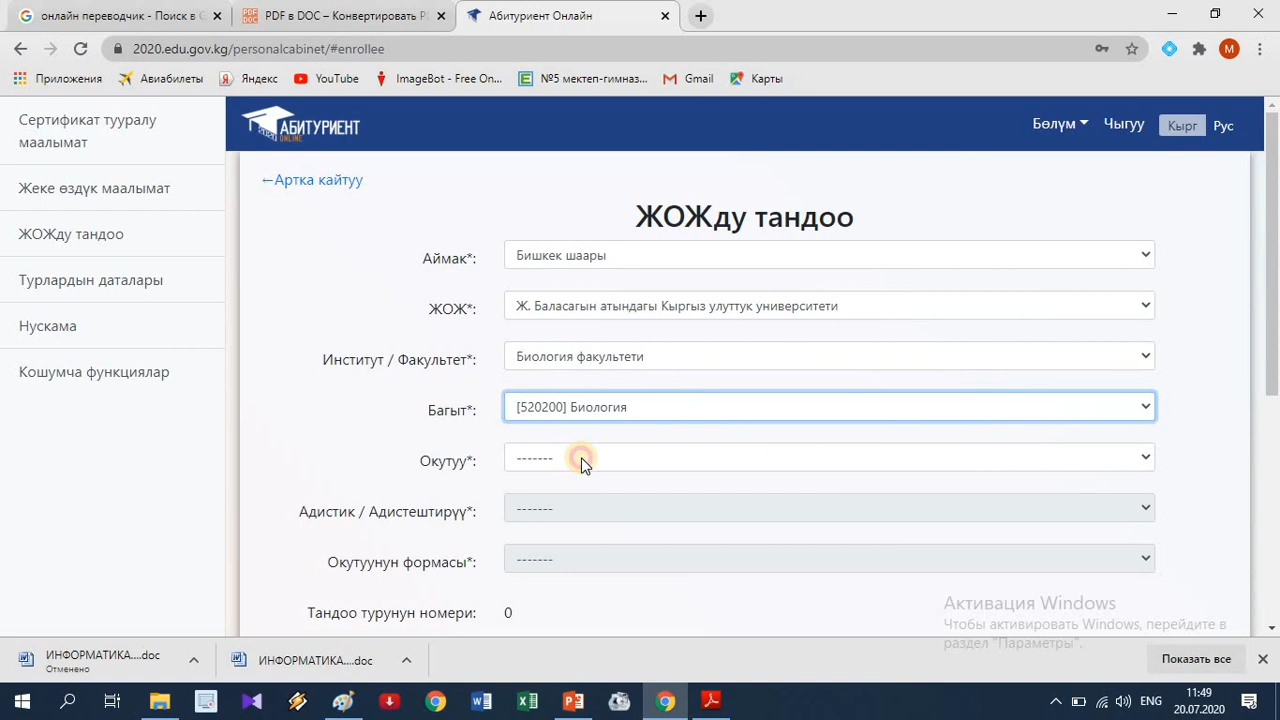 онлайн переводчик - Поиск в G
PDF в DOC – Конвертировать P
Абитуриент Онлайн
2020.edu.gov.kg/personalcabinet/#enrollee
Приложения
Авиабилеты
Яндекс
YouTube
ImageBot - Free On...
№5 мектеп-гимназ...
Gmail
Карты
Сертификат тууралу
маалымат
Жеке өздүк маалымат
ЖОЖду тандоо
Турлардын даталары
Нускама
Кошумча функциялар
АБИТУРИЕНТ
ONLINE
Бөлүм
Чыгуу
Кырг
Рус
←Артка кайтуу
ЖОЖду тандоо
Аймак*:
Бишкек шаары
ЖОЖ*:
Ж. Баласагын атындагы Кыргыз улуттук университети
Институт / Факультет*:
Биология факультети
Багыт*:
[520200] Биология
Окутуу*:
-------
Адистик / Адистештирүү*:
-------
Окутуунун формасы*:
-------
Тандоо турунун номери:
0
Активация Windows
Чтобы активировать Windows, перейдите в
раздел "Параметры".
ИНФОРМАТИКА....doc
Отменено
ИНФОРМАТИКА....doc
Показать все
ENG
11:49
20.07.2020